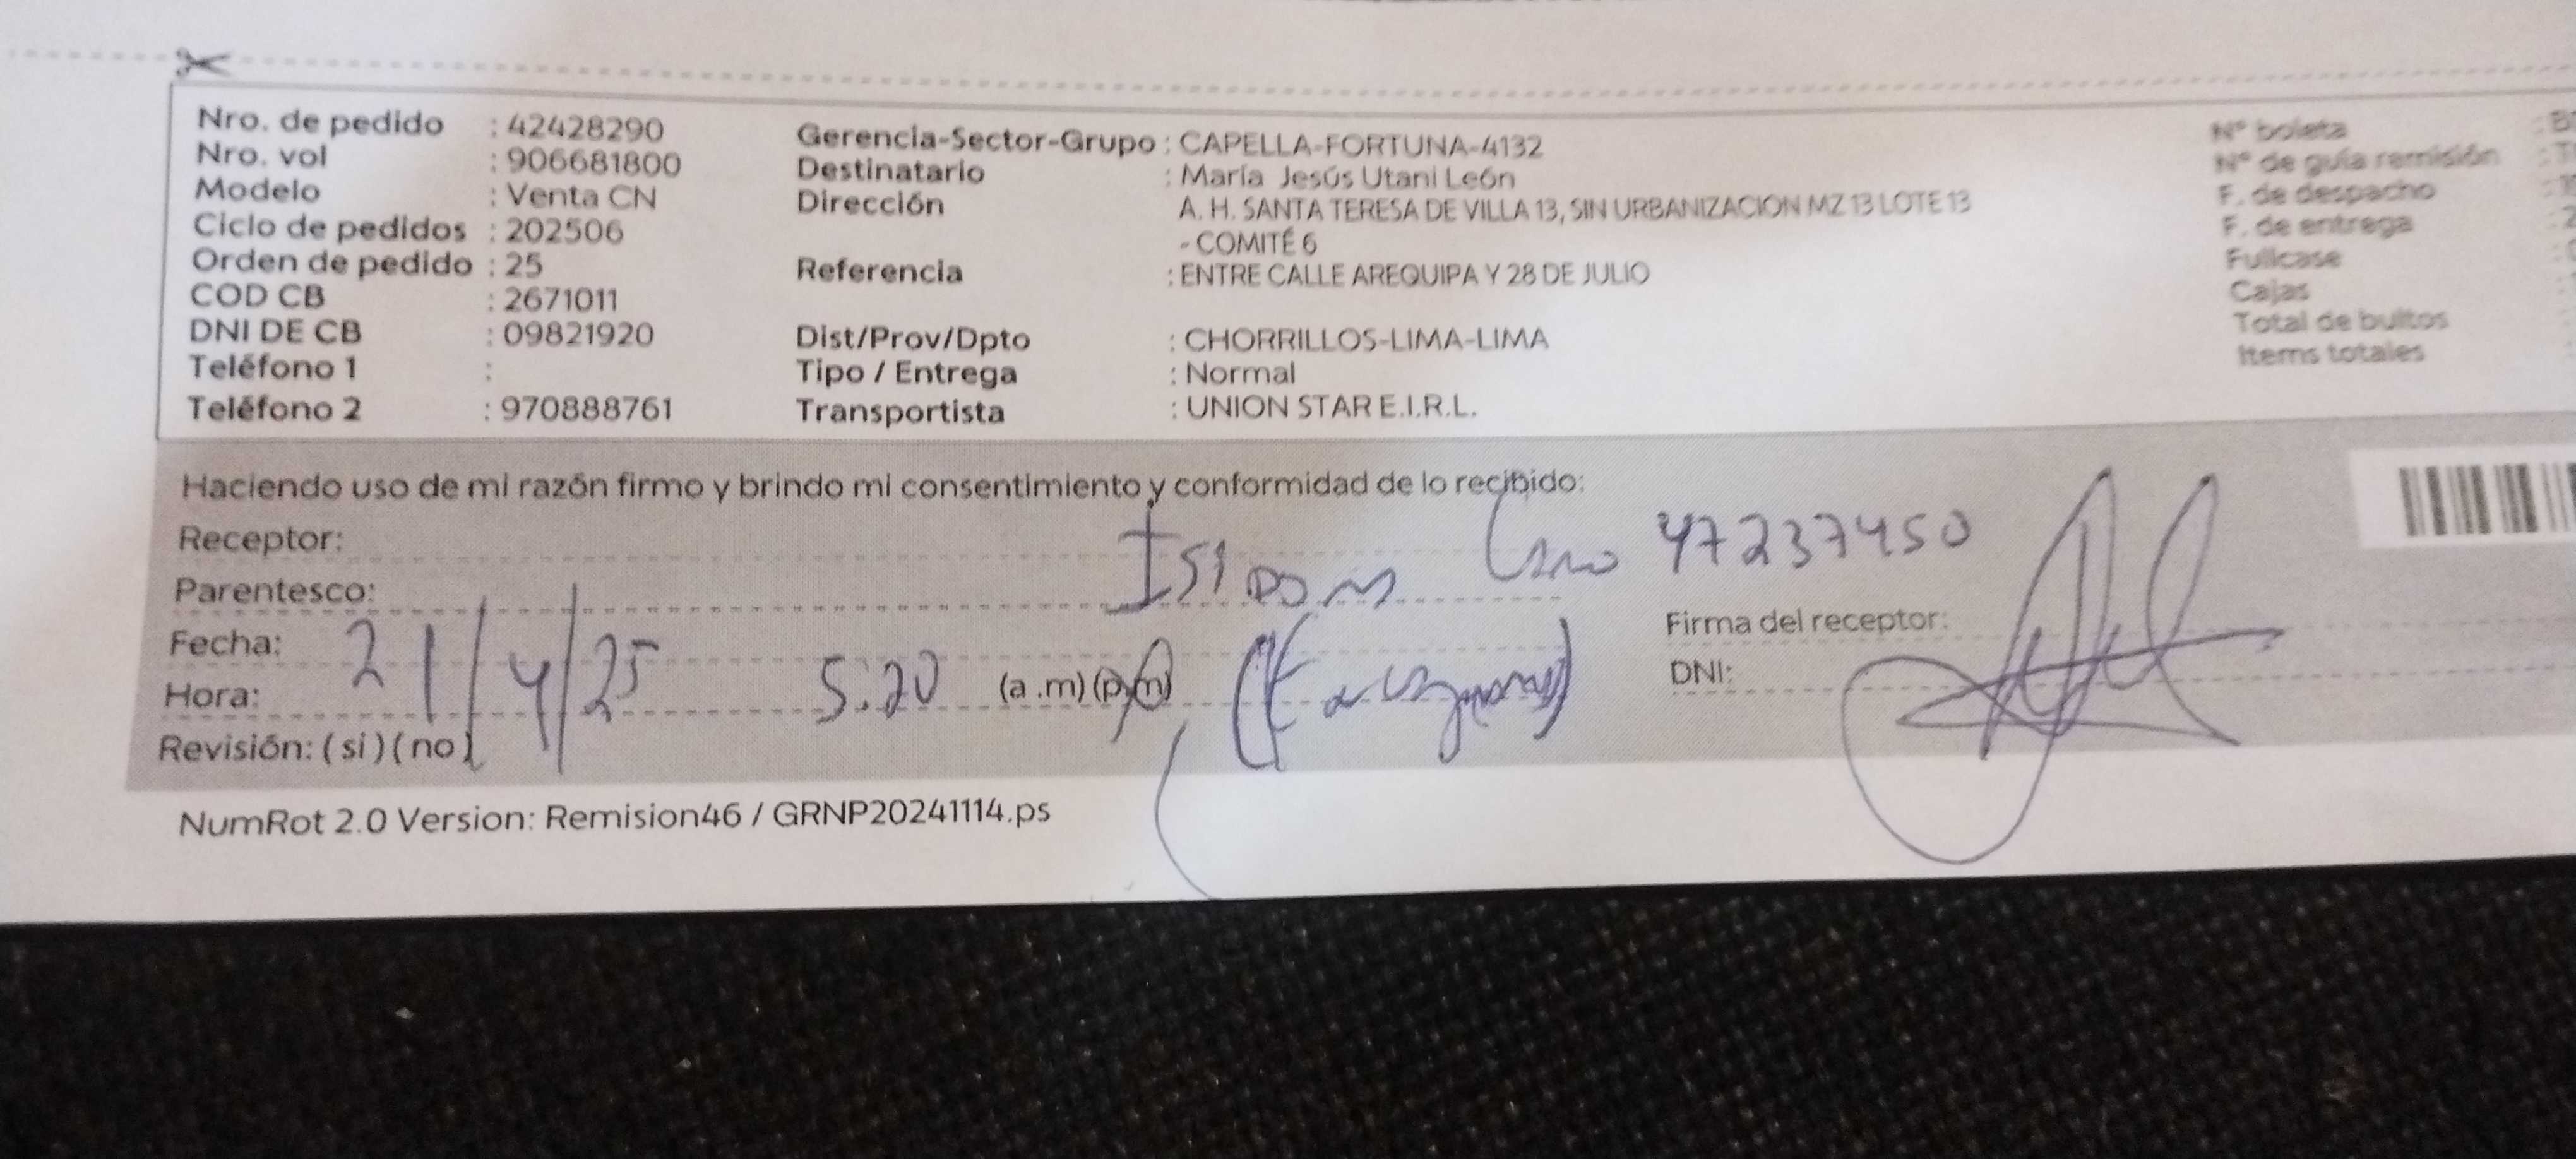 Nro. de pedido : 42428290
Nro. vol : 906681800
Modelo : Venta CN
Ciclo de pedidos : 202506
Orden de pedido : 25
COD CB : 2671011
DNI DE CB : 09821920
Teléfono 1 :
Teléfono 2 : 970888761
Gerencia-Sector-Grupo : CAPELLA-FORTUNA-4132
Destinatario : María Jesús Utani León
Dirección A. H. SANTA TERESA DE VILLA 13, SIN URBANIZACION MZ 13 LOTE 13
- COMITÉ 6
Referencia : ENTRE CALLE AREQUIPA Y 28 DE JULIO
Dist/Prov/Dpto : CHORRILLOS-LIMA-LIMA
Tipo / Entrega : Normal
Transportista : UNION STAR E.I.R.L.
N° boleta
N° de guía remisión
F. de despacho
F. de entrega
Fullcase
Cajas
Total de bultos
Items totales
Haciendo uso de mi razón firmo y brindo mi consentimiento y conformidad de lo recibido:
Receptor: 47237450
Parentesco:
Fecha: 21/4/25
Hora: 5:20 (a.m) (p.m)
Revisión: (si) (no)
Firma del receptor:
DNI:
NumRot 2.0 Version: Remision46 / GRNP20241114.ps